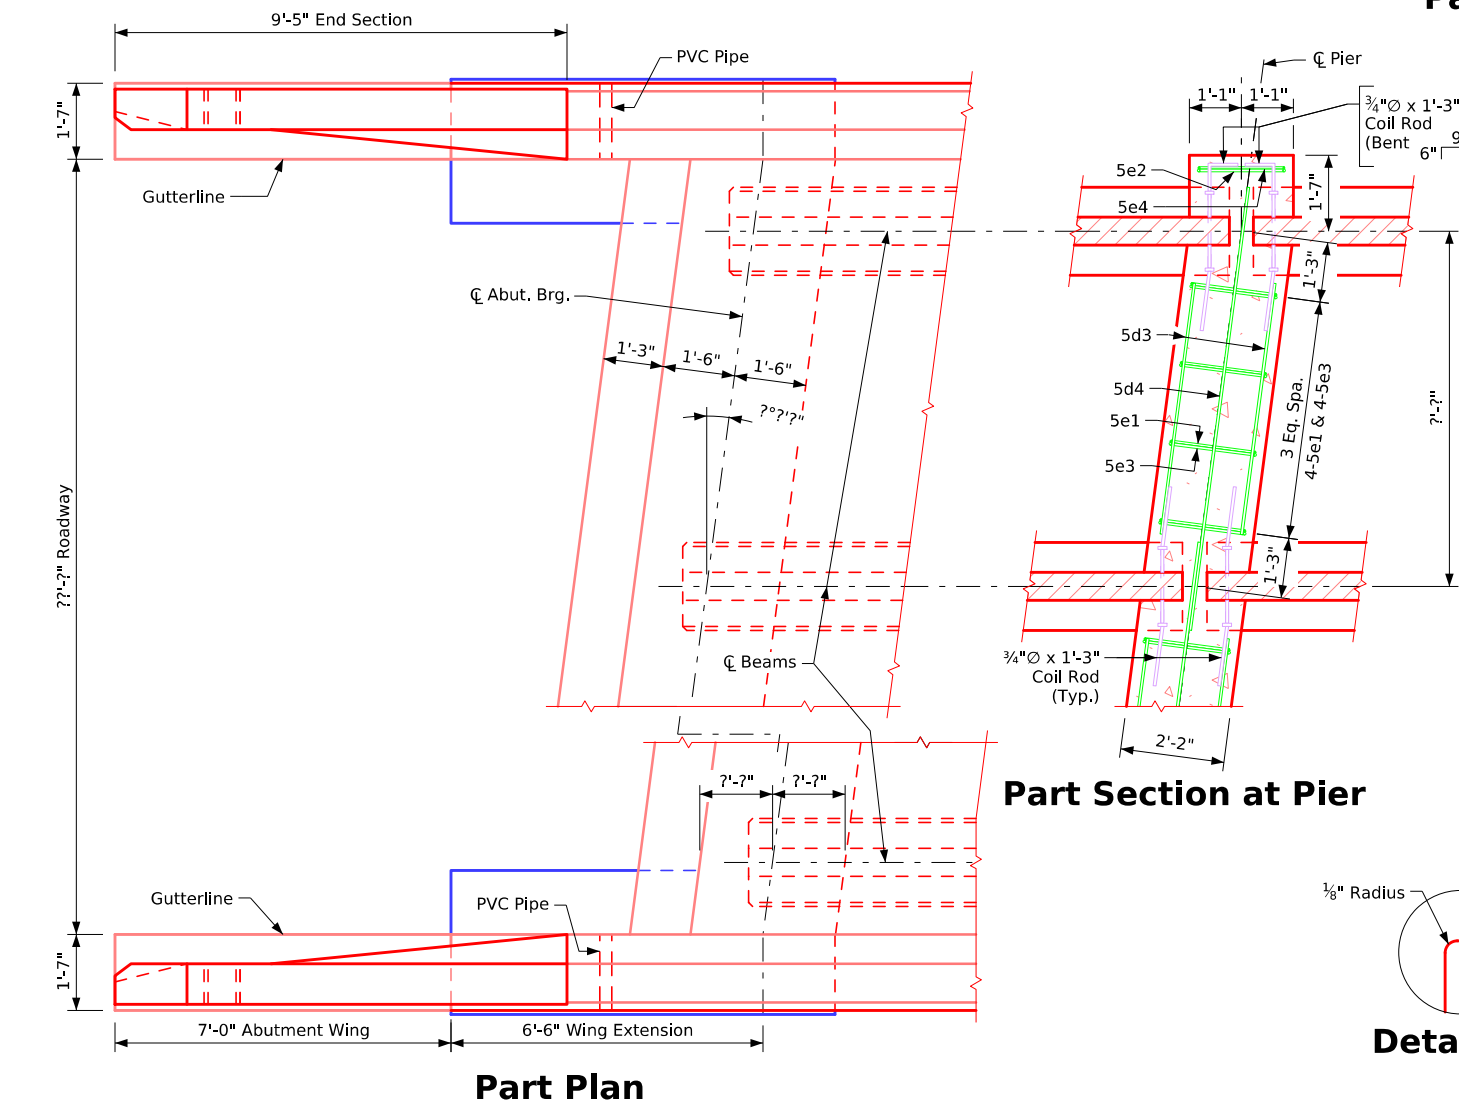 Pa
9'-5" End Section
PVC Pipe
℄ Pier
1'-1"
1'-1"
¾"∅ x 1'-3"
Coil Rod
(Bent
9
6"
1'-7"
5e2
5e4
1'-7"
Gutterline
1'-3"
℄ Abut. Brg.
5d3
1'-3"
1'-6"
1'-6"
5d4
3 Eq. Spa.
4-5e1 & 4-5e3
?'-?"
?°?'?"
5e1
5e3
??'-?" Roadway
1'-3"
℄ Beams
¾"∅ x 1'-3"
Coil Rod
(Typ.)
2'-2"
?'-?"
?'-?"
Part Section at Pier
Gutterline
PVC Pipe
⅛" Radius
1'-7"
7'-0" Abutment Wing
6'-6" Wing Extension
Deta
Part Plan